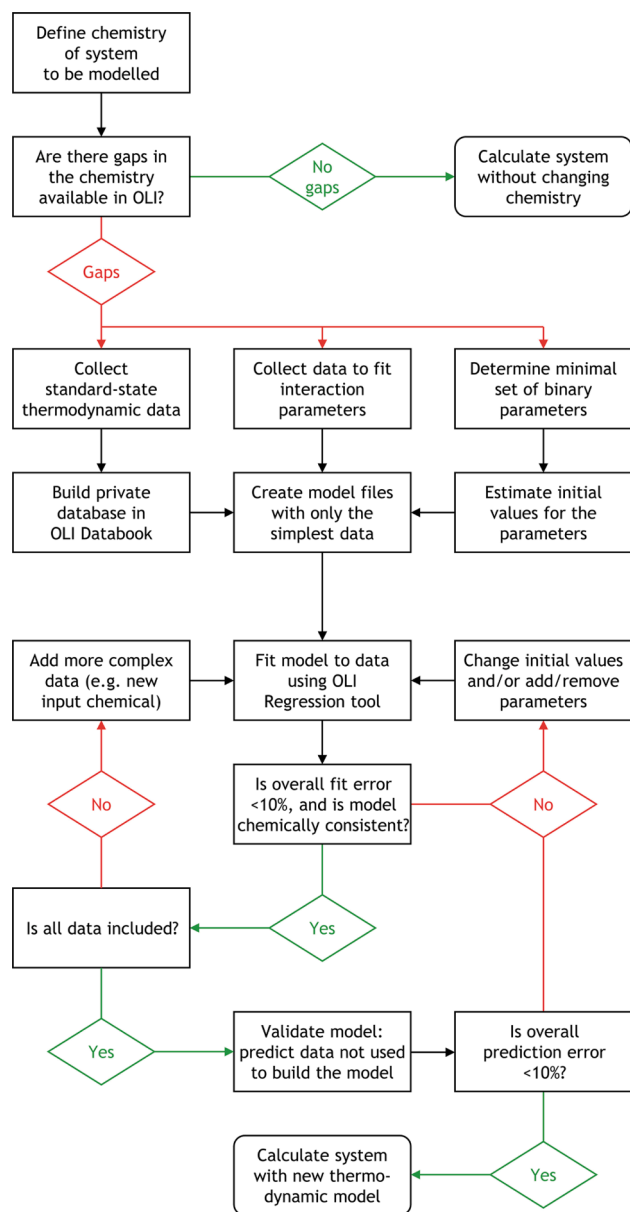 Define chemistry
of system
to be modelled
Are there gaps in
the chemistry
available in OLI?
No
gaps
Calculate system
without changing
chemistry
Gaps
Collect
standard-state
thermodynamic data
Collect data to fit
interaction
parameters
Determine minimal
set of binary
parameters
Build private
database in
OLI Databook
Create model files
with only the
simplest data
Estimate initial
values for the
parameters
Add more complex
data (e.g. new
input chemical)
Fit model to data
using OLI
Regression tool
Change initial values
and/or add/remove
parameters
No
Is overall fit error
<10%, and is model
chemically consistent?
No
Is all data included?
Yes
Yes
Validate model:
predict data not used
to build the model
Is overall
prediction error
<10%?
Calculate system
with new thermo-
dynamic model
Yes